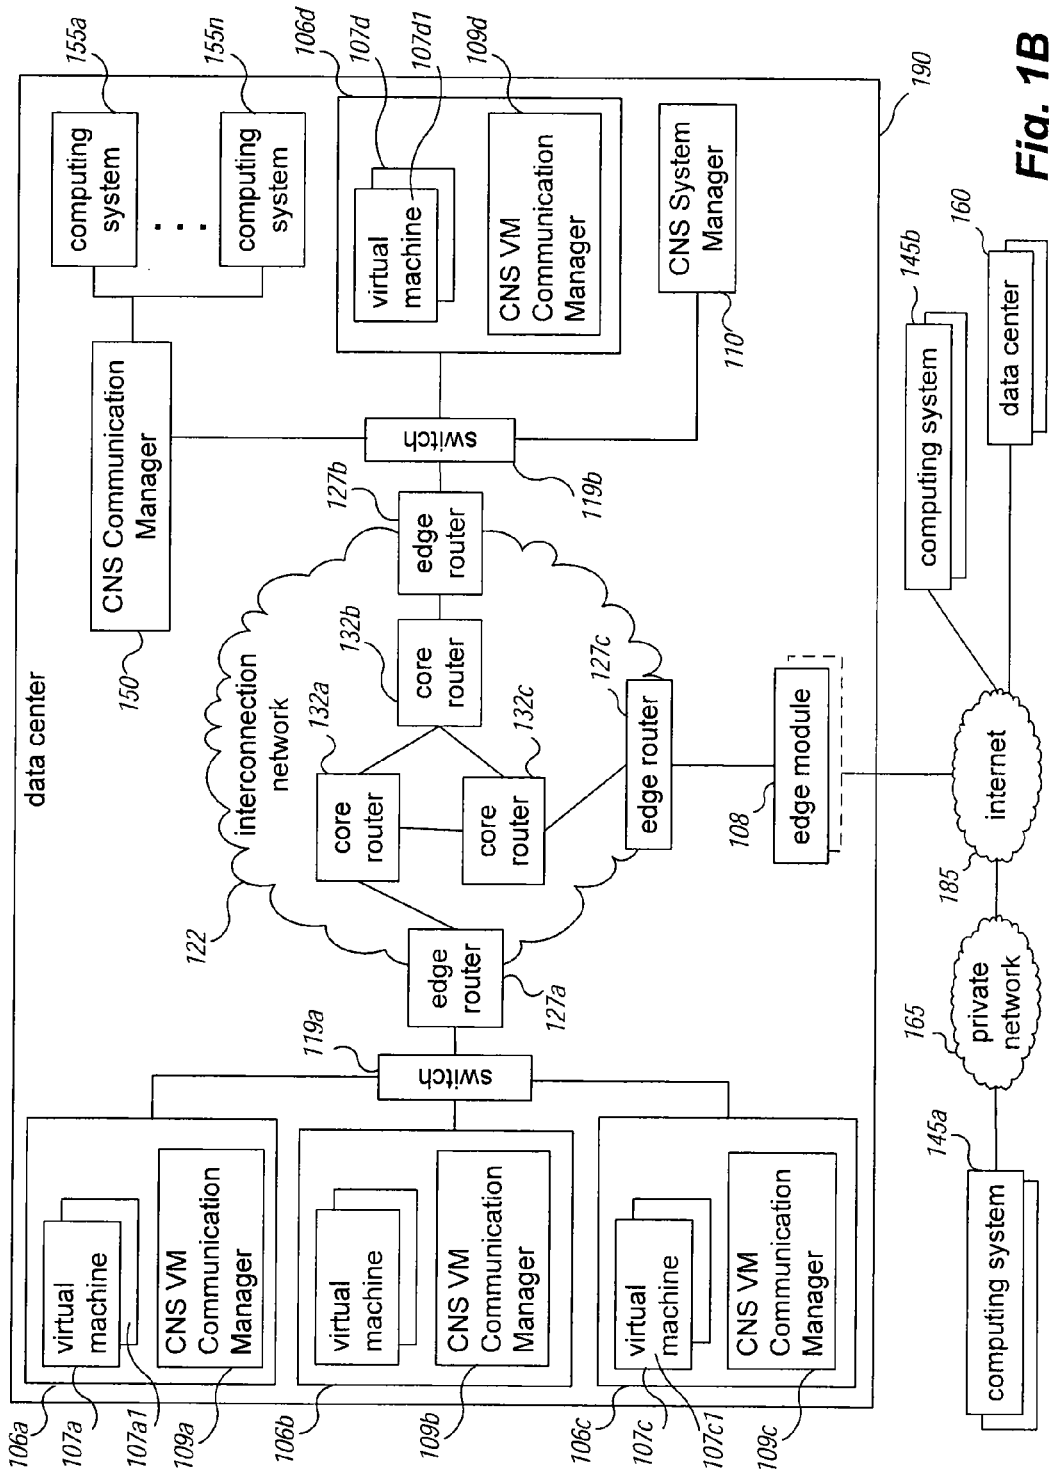 data center
106a
107a
107a1
109a
virtual
machine
CNS VM
Communication
Manager
106b
109b
virtual
machine
CNS VM
Communication
Manager
106c
107c
107c1
109c
virtual
machine
CNS VM
Communication
Manager
119a
switch
122
interconnection
network
edge
router
127a
core
router
132a
core
router
132b
core
router
132c
edge
router
127b
edge router
127c
switch
119b
150
CNS Communication
Manager
computing
system
155a
. . .
computing
system
155n
106d
107d
107d1
109d
virtual
machine
CNS VM
Communication
Manager
CNS System
Manager
110
108
edge module
190
145a
computing system
165
private
network
185
internet
computing system
145b
data center
160
Fig. 1B